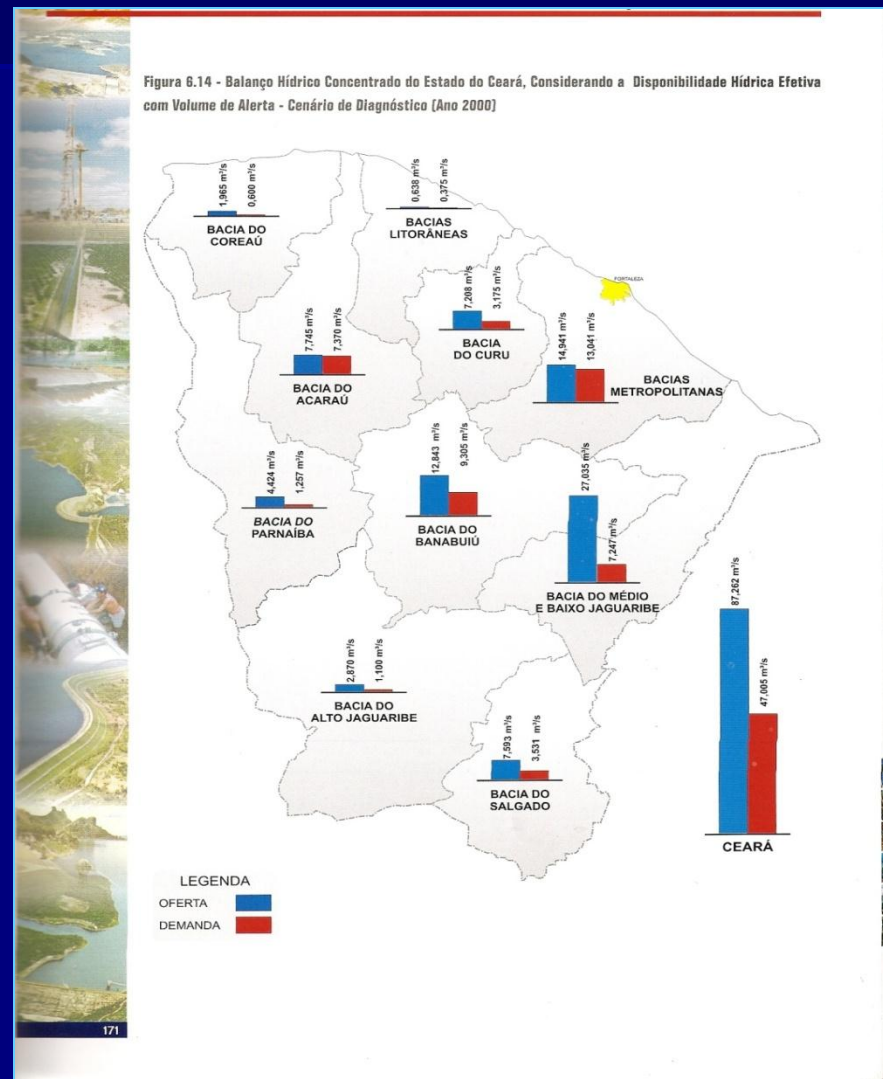 Figura 6.14 - Balanço Hídrico Concentrado do Estado do Ceará, Considerando a Disponibilidade Hídrica Efetiva
com Volume de Alerta - Cenário de Diagnóstico (Ano 2000)
1,965 m³/s
0,600 m³/s
BACIA DO
COREAÚ
0,638 m³/s
0,375 m³/s
BACIAS
LITORÂNEAS
FORTALEZA
7,208 m³/s
3,175 m³/s
BACIA
DO CURU
7,745 m³/s
7,370 m³/s
BACIA DO
ACARAÚ
14,941 m³/s
13,041 m³/s
BACIAS
METROPOLITANAS
4,424 m³/s
1,257 m³/s
BACIA DO
PARNAÍBA
12,843 m³/s
9,305 m³/s
BACIA DO
BANABUIÚ
27,035 m³/s
7,247 m³/s
BACIA DO MÉDIO
E BAIXO JAGUARIBE
2,870 m³/s
1,100 m³/s
BACIA DO
ALTO JAGUARIBE
7,593 m³/s
3,531 m³/s
BACIA DO
SALGADO
87,262 m³/s
47,005 m³/s
CEARÁ
LEGENDA
OFERTA
DEMANDA
171